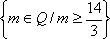 {m ∈ Q / m ≥ 14/3}